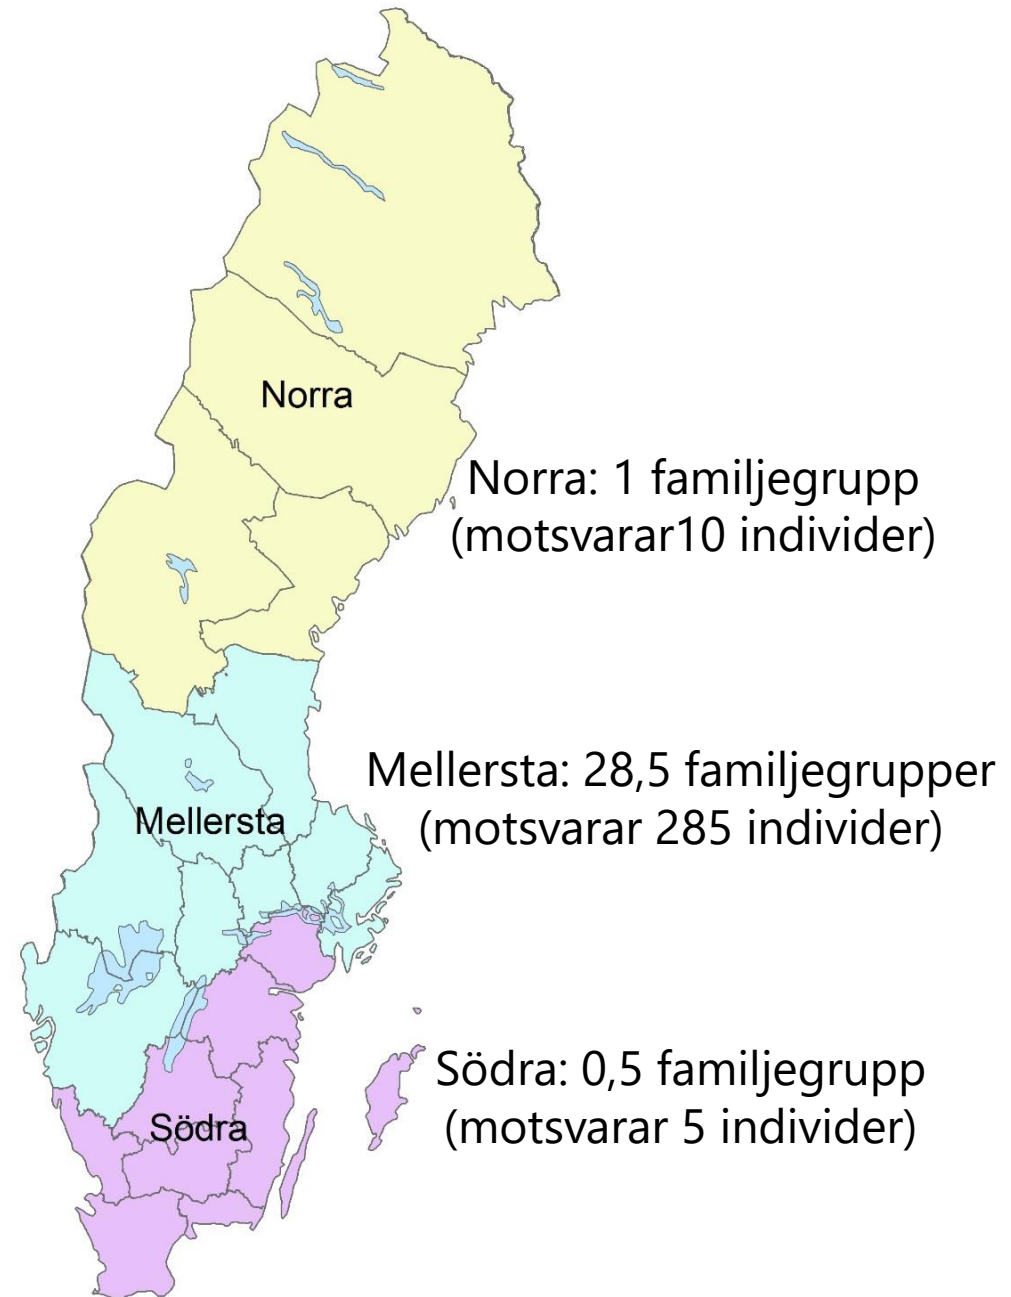 Norra
Norra: 1 familjegrupp
(motsvarar10 individer)
Mellersta: 28,5 familjegrupper
Mellersta
(motsvarar 285 individer)
Södra: 0,5 familjegrupp
Södra
(motsvarar 5 individer)